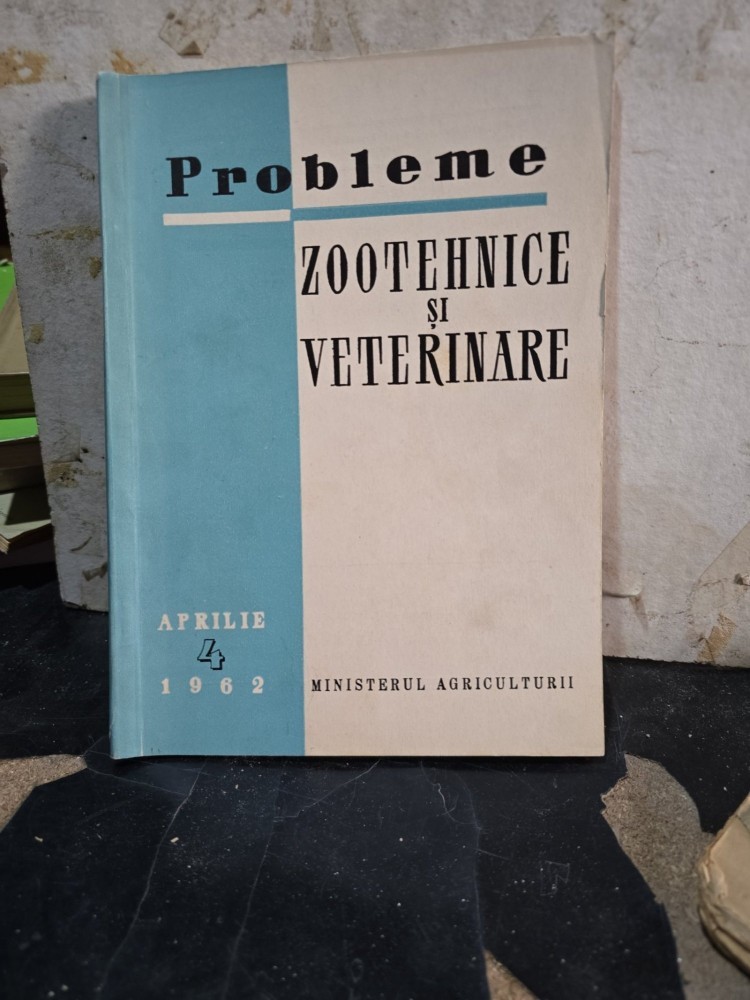 Probleme
ZOOTEHNICE
ȘI
VETERINARE
APRILIE
4
1962
MINISTERUL AGRICULTURII